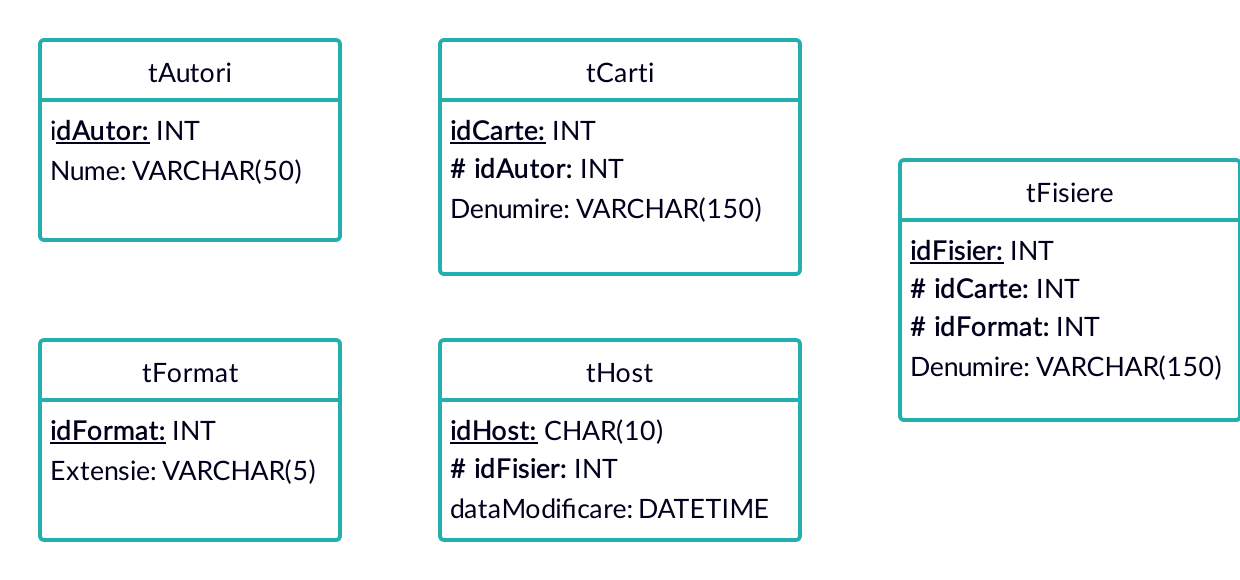 tAutori
idAutor: INT
Nume: VARCHAR(50)
tCarti
idCarte: INT
# idAutor: INT
Denumire: VARCHAR(150)
tFisiere
idFisier: INT
# idCarte: INT
# idFormat: INT
Denumire: VARCHAR(150)
tFormat
idFormat: INT
Extensie: VARCHAR(5)
tHost
idHost: CHAR(10)
# idFisier: INT
dataModificare: DATETIME